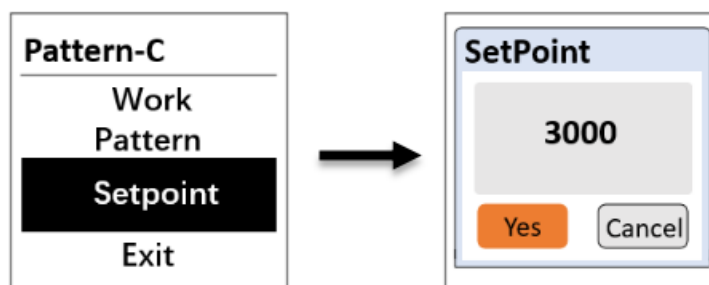 Pattern-C
Work
Pattern
Setpoint
Exit
SetPoint
3000
Yes
Cancel